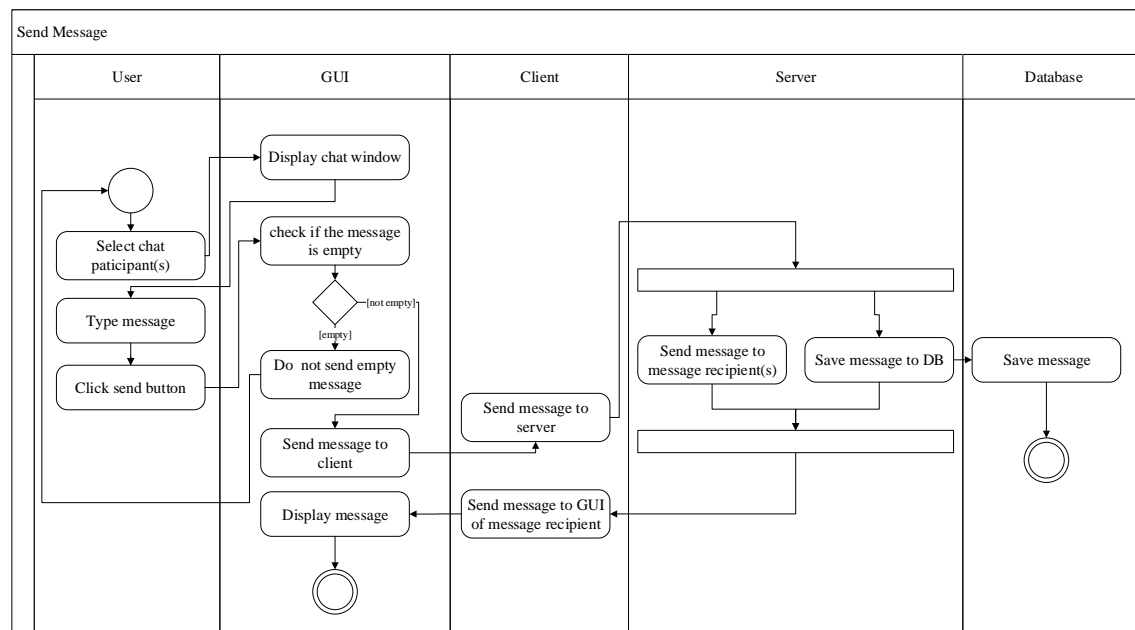 Send Message
User
GUI
Client
Server
Database
Display chat window
Select chat
paticipant(s)
check if the message
is empty
[not empty]
[empty]
Type message
Click send button
Do  not send empty
message
Send message to
client
Display message
Send message to
server
Send message to GUI
of message recipient
Send message to
message recipient(s)
Save message to DB
Save message